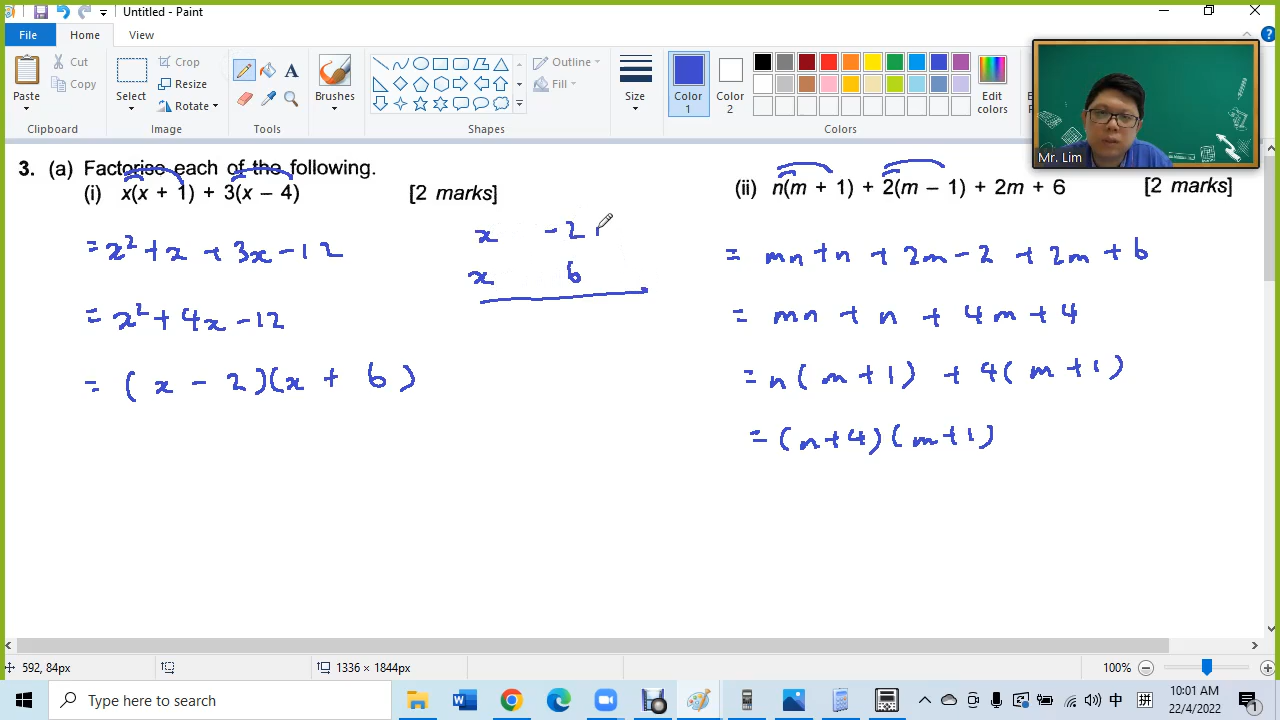 Untitled - Paint
File Home View
Paste
Cut
Copy
Clipboard
Select
Crop
Resize
Rotate
Image
A
Tools
Brushes
Shapes
Outline
Fill
Size
Color 1
Color 2
Edit colors
Colors
Mr. Lim
3. (a) Factorise each of the following.
(i) x(x + 1) + 3(x – 4) [2 marks]
= x² + x + 3x - 12
= x² + 4x - 12
= (x - 2)(x + 6)
x -2
x 6
(ii) n(m + 1) + 2(m – 1) + 2m + 6 [2 marks]
= mn + n + 2m - 2 + 2m + 6
= mn + n + 4m + 4
= n(m + 1) + 4(m + 1)
= (n + 4)(m + 1)
592, 84px
1336 × 1844px
100%
Type here to search
中
拼
10:01 AM
22/4/2022
1